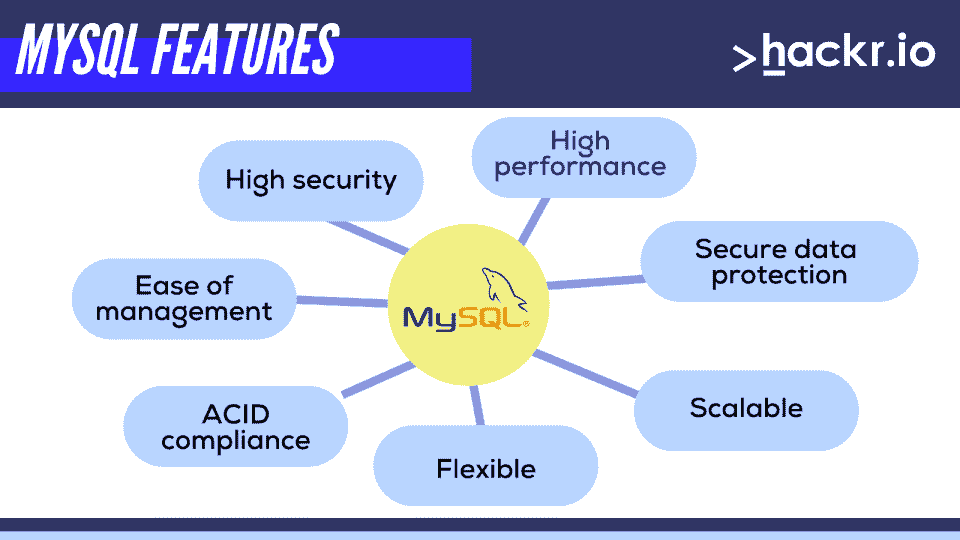 MYSQL FEATURES
>hackr.io
High
performance
High security
Secure data
protection
Ease of
management
MySQL®
Scalable
ACID
compliance
Flexible